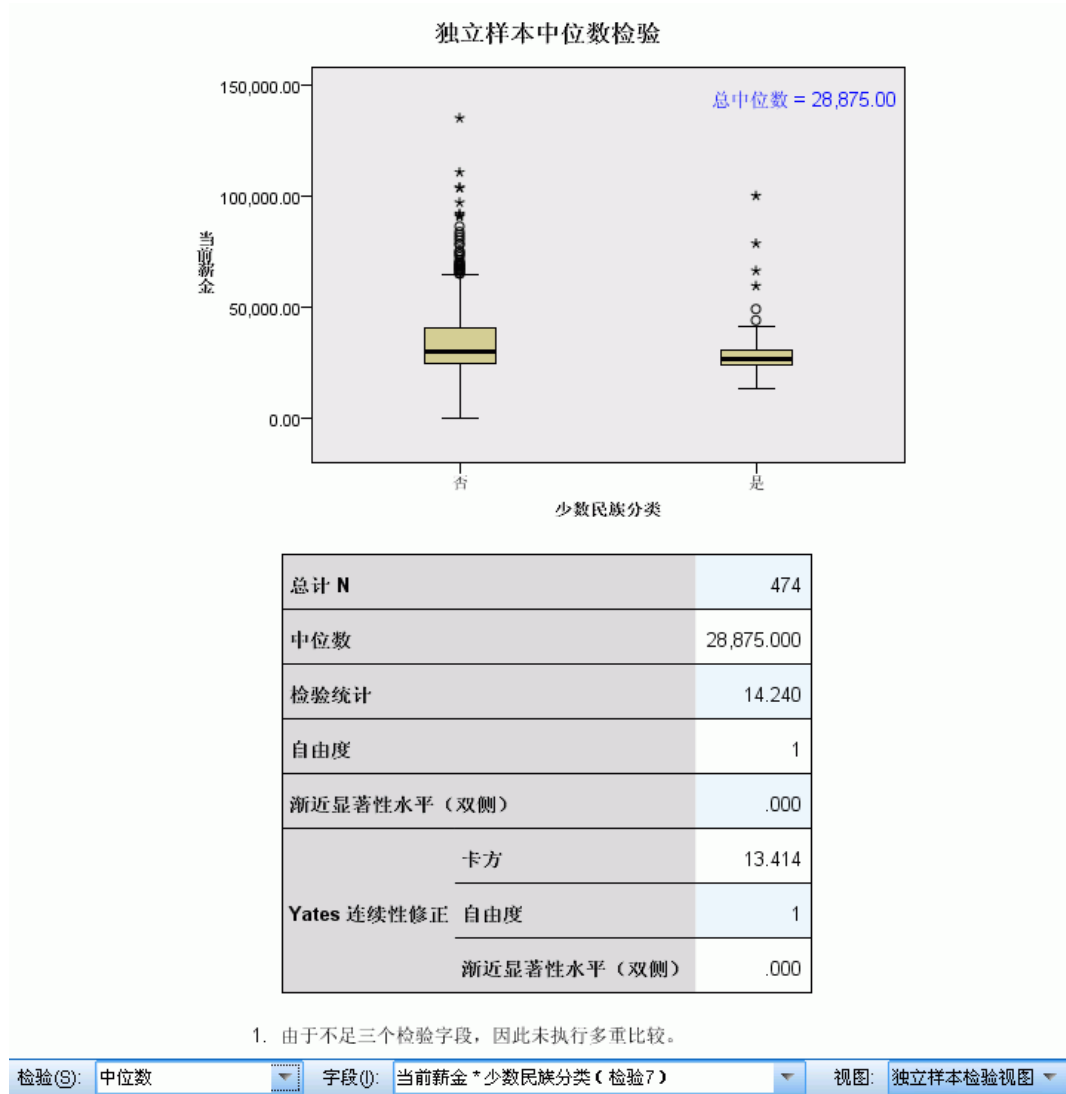 独立样本中位数检验
总中位数 = 28,875.00
150,000.00
100,000.00
50,000.00
0.00
当前薪金
否 是
少数民族分类
总计 N 474
中位数 28,875.000
检验统计 14.240
自由度 1
渐近显著性水平（双侧） .000
Yates 连续性修正
卡方 13.414
自由度 1
渐近显著性水平（双侧） .000
1. 由于不足三个检验字段，因此未执行多重比较。
检验(S): 中位数 字段(I): 当前薪金 * 少数民族分类 ( 检验7 ) 视图: 独立样本检验视图